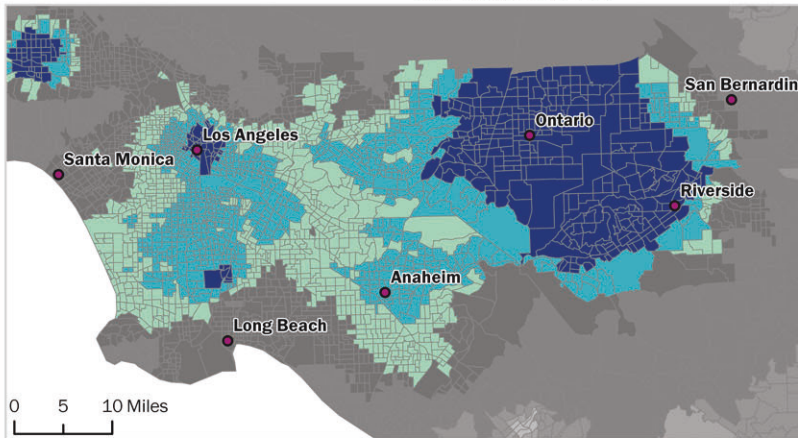 San Bernardin
Ontario
Los Angeles
Santa Monica
Riverside
Anaheim
Long Beach
0 5 10 Miles